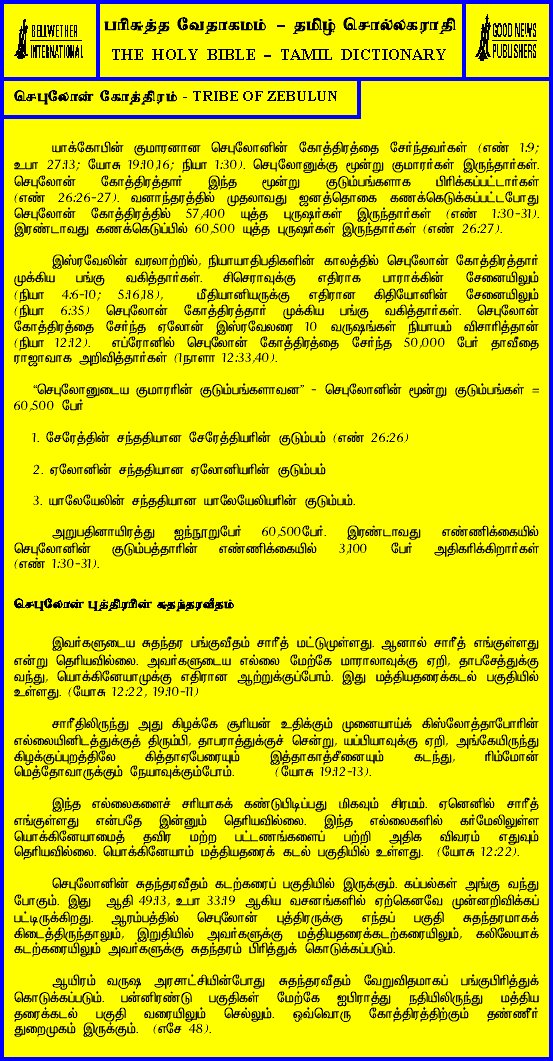 BELLWETHER
INTERNATIONAL
பரிசுத்த வேதாகமம் – தமிழ் சொல்லகராதி
THE HOLY BIBLE – TAMIL DICTIONARY
GOOD NEWS
PUBLISHERS
செபுலோன் கோத்திரம் - TRIBE OF ZEBULUN
யாக்கோபின் குமாரனான செபுலோனின் கோத்திரத்தை சேர்ந்தவர்கள் (எண் 1:9;
உபா 27:13; யோசு 19:10,16; நியா 1:30). செபுலோனுக்கு மூன்று குமாரர்கள் இருந்தார்கள்.
செபுலோன் கோத்திரத்தார் இந்த மூன்று குடும்பங்களாக பிரிக்கப்பட்டார்கள்
(எண் 26:26-27). வனாந்தரத்தில் முதலாவது ஜனத்தொகை கணக்கெடுக்கப்பட்டபோது
செபுலோன் கோத்திரத்தில் 57,400 யுத்த புருஷர்கள் இருந்தார்கள் (எண் 1:30-31).
இரண்டாவது கணக்கெடுப்பில் 60,500 யுத்த புருஷர்கள் இருந்தார்கள் (எண் 26:27).
இஸ்ரவேலின் வரலாற்றில், நியாயாதிபதிகளின் காலத்தில் செபுலோன் கோத்திரத்தார்
முக்கிய பங்கு வகித்தார்கள். சிசெராவுக்கு எதிராக பாராக்கின் சேனையிலும்
(நியா 4:6-10; 5:16,18), மீதியானியருக்கு எதிரான கிதியோனின் சேனையிலும்
(நியா 6:35) செபுலோன் கோத்திரத்தார் முக்கிய பங்கு வகித்தார்கள். செபுலோன்
கோத்திரத்தை சேர்ந்த ஏலோன் இஸ்ரவேலரை 10 வருஷங்கள் நியாயம் விசாரித்தான்
(நியா 12:12). எப்ரோனில் செபுலோன் கோத்திரத்தை சேர்ந்த 50,000 பேர் தாவீதை
ராஜாவாக அறிவித்தார்கள் (1நாளா 12:33,40).
“செபுலோனுடைய குமாரரின் குடும்பங்களாவன” - செபுலோனின் மூன்று குடும்பங்கள் =
60,500 பேர்
1. சேரேத்தின் சந்ததியான சேரேத்தியரின் குடும்பம் (எண் 26:26)
2. ஏலோனின் சந்ததியான ஏலோனியரின் குடும்பம்
3. யாலேயேலின் சந்ததியான யாலேயேலியரின் குடும்பம்.
அறுபதினாயிரத்து ஐந்நூறுபேர் 60,500பேர். இரண்டாவது எண்ணிக்கையில்
செபுலோனின் குடும்பத்தாரின் எண்ணிக்கையில் 3,100 பேர் அதிகரிக்கிறார்கள்
(எண் 1:30-31).
செபுலோன் புத்திரரின் சுதந்தரவீதம்
இவர்களுடைய சுதந்தர பங்குவீதம் சாரீத் மட்டுமுள்ளது. ஆனால் சாரீத் எங்குள்ளது
என்று தெரியவில்லை. அவர்களுடைய எல்லை மேற்கே மாராலாவுக்கு ஏறி, தாபசேத்துக்கு
வந்து, யொக்கினேயாமுக்கு எதிரான ஆற்றுக்குப்போம். இது மத்தியதரைக்கடல் பகுதியில்
உள்ளது. (யோசு 12:22, 19:10-11)
சாரீதிலிருந்து அது கிழக்கே சூரியன் உதிக்கும் முனையாய்க் கிஸ்லோத்தாபோரின்
எல்லையினிடத்துக்குத் திரும்பி, தாபராத்துக்குச் சென்று, யப்பியாவுக்கு ஏறி, அங்கேயிருந்து
கிழக்குப்புறத்திலே கித்தாஏபேரையும் இத்தாகாத்சீனையும் கடந்து, ரிம்மோன்
மெத்தோவாருக்கும் நேயாவுக்கும்போம். (யோசு 19:12-13).
இந்த எல்லைகளைச் சரியாகக் கண்டுபிடிப்பது மிகவும் சிரமம். ஏனெனில் சாரீத்
எங்குள்ளது என்பதே இன்னும் தெரியவில்லை. இந்த எல்லைகளில் கர்மேலிலுள்ள
யொக்கினேயாமைத் தவிர மற்ற பட்டணங்களைப் பற்றி அதிக விவரம் எதுவும்
தெரியவில்லை. யொக்கினேயாம் மத்தியதரைக் கடல் பகுதியில் உள்ளது. (யோசு 12:22).
செபுலோனின் சுதந்தரவீதம் கடற்கரைப் பகுதியில் இருக்கும். கப்பல்கள் அங்கு வந்து
போகும். இது ஆதி 49:13, உபா 33:19 ஆகிய வசனங்களில் ஏற்கெனவே முன்னறிவிக்கப்
பட்டிருக்கிறது. ஆரம்பத்தில் செபுலோன் புத்திரருக்கு எந்தப் பகுதி சுதந்தரமாகக்
கிடைத்திருந்தாலும், இறுதியில் அவர்களுக்கு மத்தியதரைக்கடற்கரையிலும், கலிலேயாக்
கடற்கரையிலும் அவர்களுக்கு சுதந்தரம் பிரித்துக் கொடுக்கப்படும்.
ஆயிரம் வருஷ அரசாட்சியின்போது சுதந்தரவீதம் வேறுவிதமாகப் பங்குபிரித்துக்
கொடுக்கப்படும். பன்னிரண்டு பகுதிகள் மேற்கே ஐபிராத்து நதியிலிருந்து மத்திய
தரைக்கடல் பகுதி வரையிலும் செல்லும். ஒவ்வொரு கோத்திரத்திற்கும் தண்ணீர்
துறைமுகம் இருக்கும். (எசே 48).